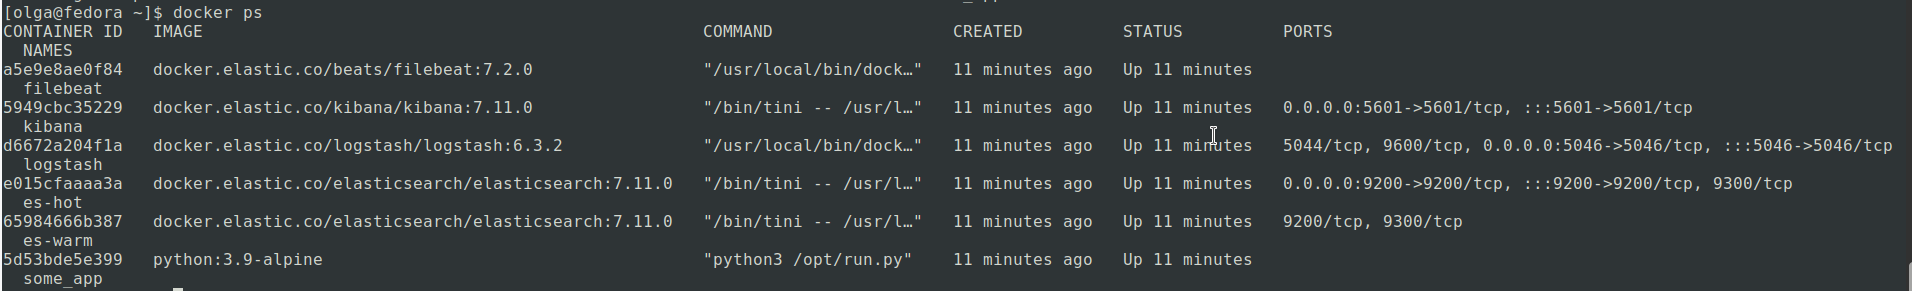 [olga@fedora ~]$ docker ps
CONTAINER ID   IMAGE                                                  COMMAND                  CREATED          STATUS          PORTS
  NAMES
a5e9e8ae0f84   docker.elastic.co/beats/filebeat:7.2.0                 "/usr/local/bin/dock…"   11 minutes ago   Up 11 minutes
  filebeat
5949cbc35229   docker.elastic.co/kibana/kibana:7.11.0                 "/bin/tini -- /usr/l…"   11 minutes ago   Up 11 minutes   0.0.0.0:5601->5601/tcp, :::5601->5601/tcp
  kibana
d6672a204f1a   docker.elastic.co/logstash/logstash:6.3.2              "/usr/local/bin/dock…"   11 minutes ago   Up 11 minutes   5044/tcp, 9600/tcp, 0.0.0.0:5046->5046/tcp, :::5046->5046/tcp
  logstash
e015cfaaaa3a   docker.elastic.co/elasticsearch/elasticsearch:7.11.0   "/bin/tini -- /usr/l…"   11 minutes ago   Up 11 minutes   0.0.0.0:9200->9200/tcp, :::9200->9200/tcp, 9300/tcp
  es-hot
65984666b387   docker.elastic.co/elasticsearch/elasticsearch:7.11.0   "/bin/tini -- /usr/l…"   11 minutes ago   Up 11 minutes   9200/tcp, 9300/tcp
  es-warm
5d53bde5e399   python:3.9-alpine                                      "python3 /opt/run.py"    11 minutes ago   Up 11 minutes
  some_app